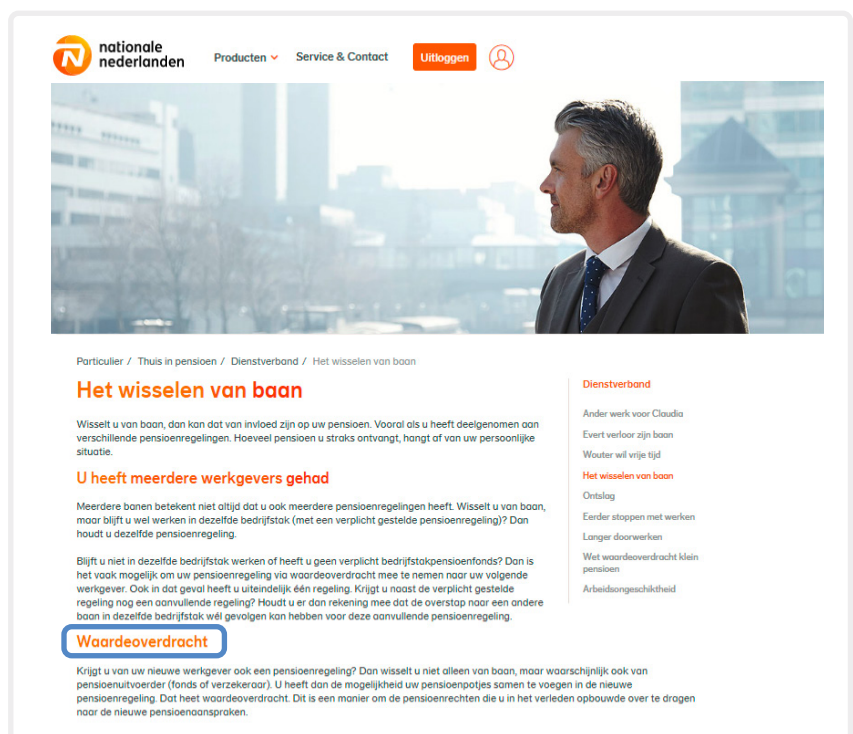 nationale
nederlanden
Producten
Service & Contact
Uitloggen
Particulier / Thuis in pensioen / Dienstverband / Het wisselen van baan
Het wisselen van baan
Wisselt u van baan, dan kan dat van invloed zijn op uw pensioen. Vooral als u heeft deelgenomen aan
verschillende pensioenregelingen. Hoeveel pensioen u straks ontvangt, hangt af van uw persoonlijke
situatie.
U heeft meerdere werkgevers gehad
Meerdere banen betekent niet altijd dat u ook meerdere pensioenregelingen heeft. Wisselt u van baan,
maar blijft u wel werken in dezelfde bedrijfstak (met een verplicht gestelde pensioenregeling)? Dan
houdt u dezelfde pensioenregeling.
Blijft u niet in dezelfde bedrijfstak werken of heeft u geen verplicht bedrijfstakpensioenfonds? Dan is
het vaak mogelijk om uw pensioenregeling via waardeoverdracht mee te nemen naar uw volgende
werkgever. Ook in dat geval heeft u uiteindelijk één regeling. Krijgt u naast de verplicht gestelde
regeling nog een aanvullende regeling? Houdt u er dan rekening mee dat de overstap naar een andere
baan in dezelfde bedrijfstak wél gevolgen kan hebben voor deze aanvullende pensioenregeling.
Waardeoverdracht
Krijgt u van uw nieuwe werkgever ook een pensioenregeling? Dan wisselt u niet alleen van baan, maar waarschijnlijk ook van
pensioenuitvoerder (fonds of verzekeraar). U heeft dan de mogelijkheid uw pensioenpotjes samen te voegen in de nieuwe
pensioenregeling. Dat heet waardeoverdracht. Dit is een manier om de pensioenrechten die u in het verleden opbouwde over te dragen
naar de nieuwe pensioenaanspraken.
Dienstverband
Ander werk voor Claudia
Evert verloor zijn baan
Wouter wil vrije tijd
Het wisselen van baan
Ontslag
Eerder stoppen met werken
Langer doorwerken
Wet waardeoverdracht klein
pensioen
Arbeidsongeschiktheid